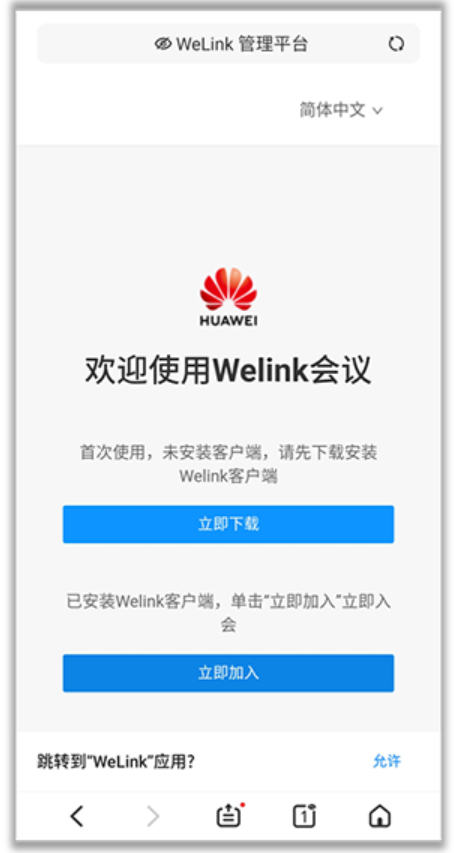 WeLink 管理平台
简体中文
HUAWEI
欢迎使用Welink会议
首次使用，未安装客户端，请先下载安装
Welink客户端
立即下载
已安装Welink客户端，单击“立即加入”立即入
会
立即加入
跳转到“WeLink”应用？
允许
1